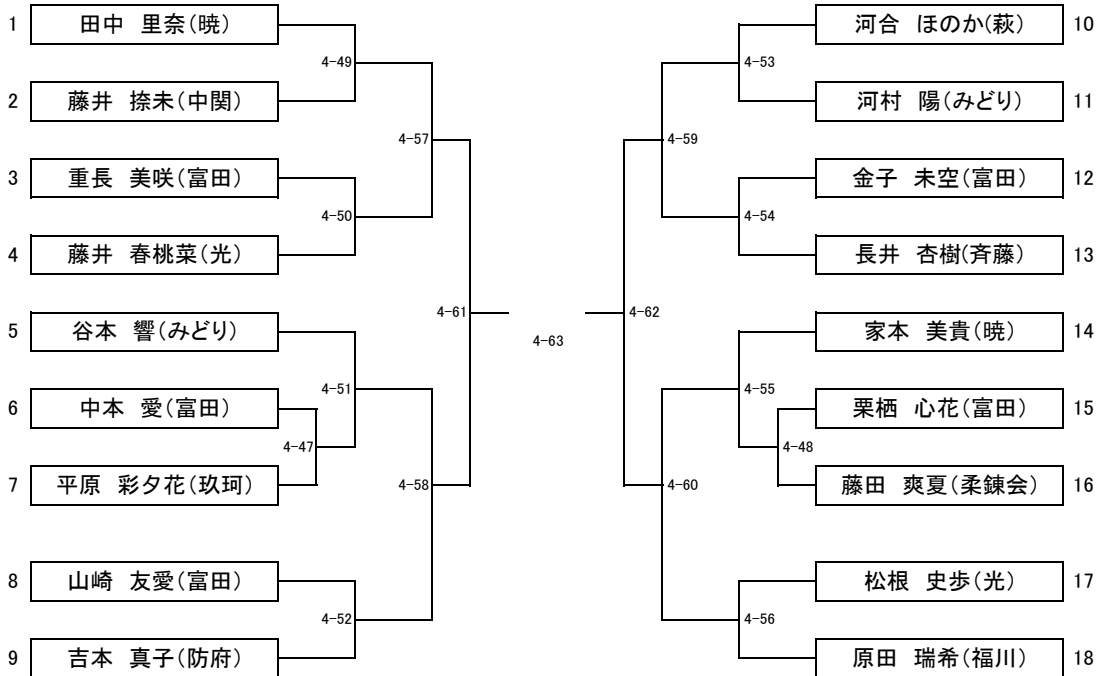 1 田中 里奈(暁)
2 藤井 捺未(中関)
3 重長 美咲(富田)
4 藤井 春桃菜(光)
5 谷本 響(みどり)
6 中本 愛(富田)
7 平原 彩夕花(玖珂)
8 山崎 友愛(富田)
9 吉本 真子(防府)
4-49
4-50
4-51
4-47
4-52
4-57
4-58
4-61
4-63
4-62
4-59
4-60
4-53
4-54
4-55
4-48
4-56
河合 ほのか(萩) 10
河村 陽(みどり) 11
金子 未空(富田) 12
長井 杏樹(斉藤) 13
家本 美貴(暁) 14
栗栖 心花(富田) 15
藤田 爽夏(柔錬会) 16
松根 史歩(光) 17
原田 瑞希(福川) 18